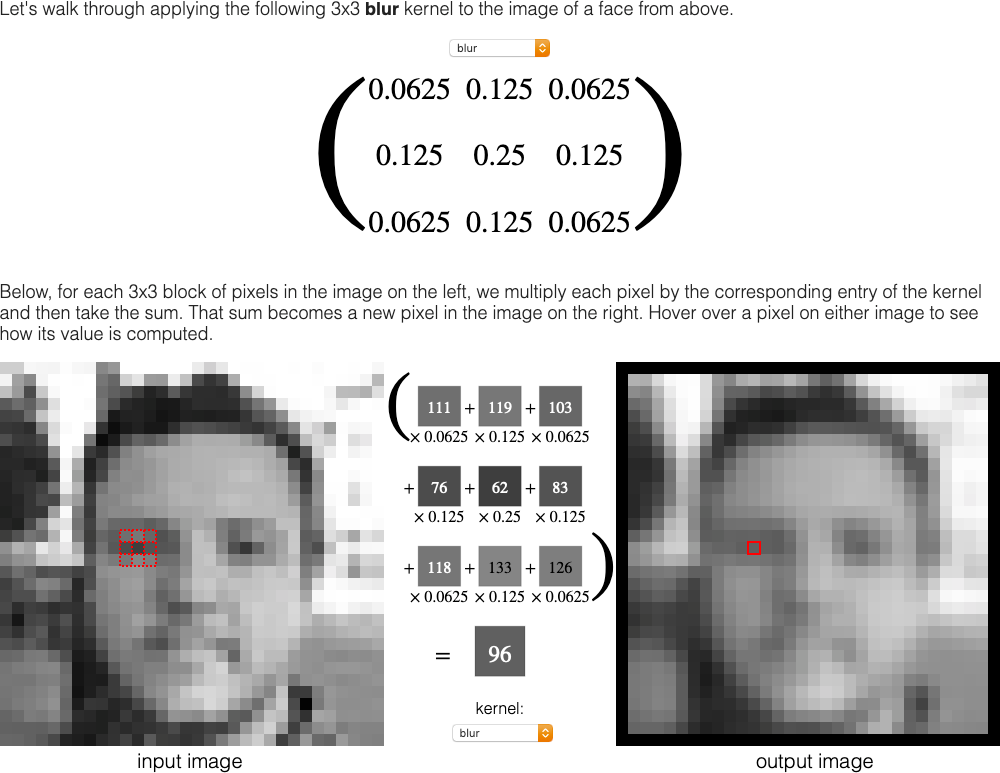 Let's walk through applying the following 3x3 blur kernel to the image of a face from above.
blur
0.0625 0.125 0.0625
0.125 0.25 0.125
0.0625 0.125 0.0625
Below, for each 3x3 block of pixels in the image on the left, we multiply each pixel by the corresponding entry of the kernel
and then take the sum. That sum becomes a new pixel in the image on the right. Hover over a pixel on either image to see
how its value is computed.
( 111 + 119 + 103
× 0.0625 × 0.125 × 0.0625
+ 76 + 62 + 83
× 0.125 × 0.25 × 0.125
+ 118 + 133 + 126 )
× 0.0625 × 0.125 × 0.0625
= 96
kernel:
blur
input image
output image